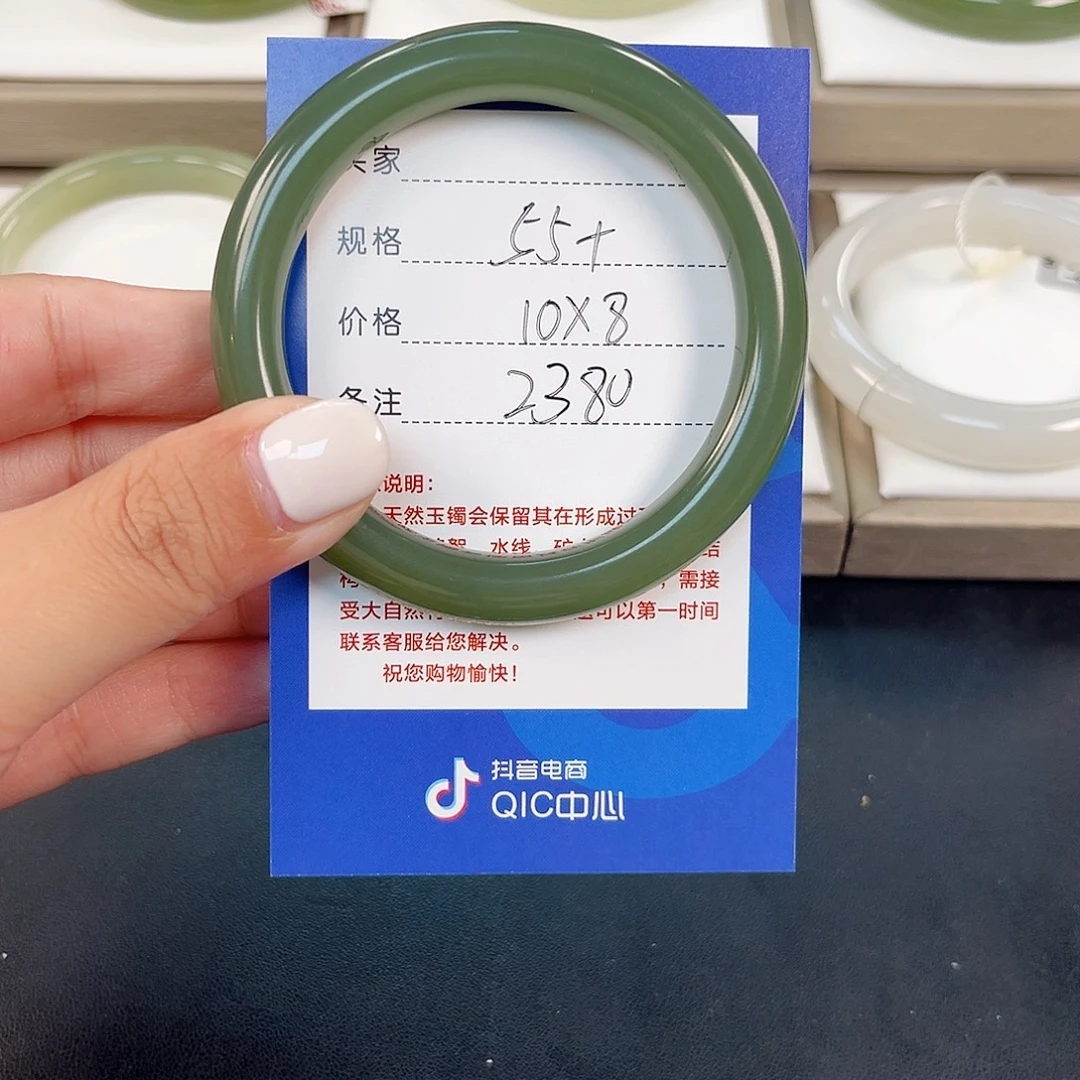 家
规格 55+
价格 10X8
备注 2380
说明：
天然玉镯会保留其在形成过
水线
，需接
受大自然 可以第一时间
联系客服给您解决。
祝您购物愉快！
抖音电商
QIC中心